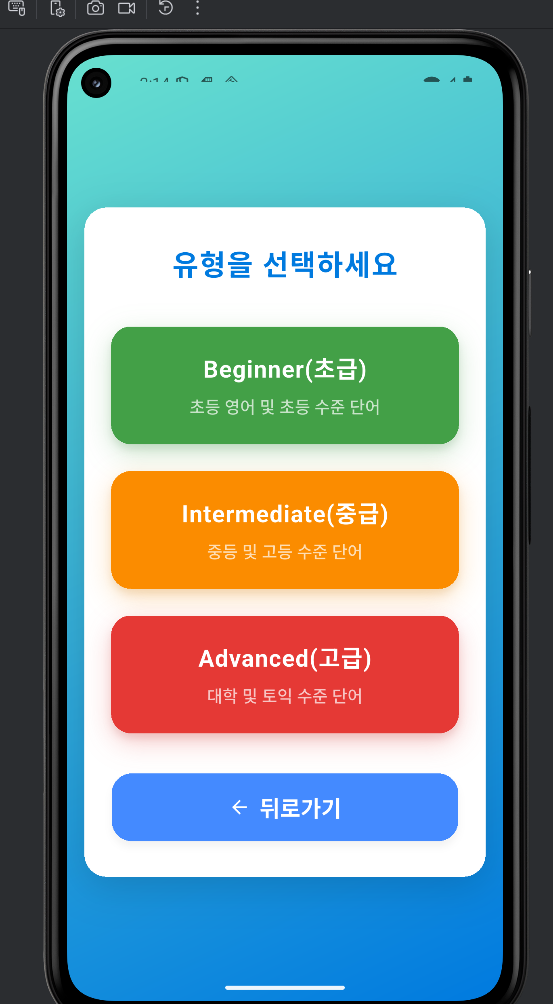 유형을 선택하세요
Beginner(초급)
초등 영어 및 초등 수준 단어
Intermediate(중급)
중등 및 고등 수준 단어
Advanced(고급)
대학 및 토익 수준 단어
← 뒤로가기